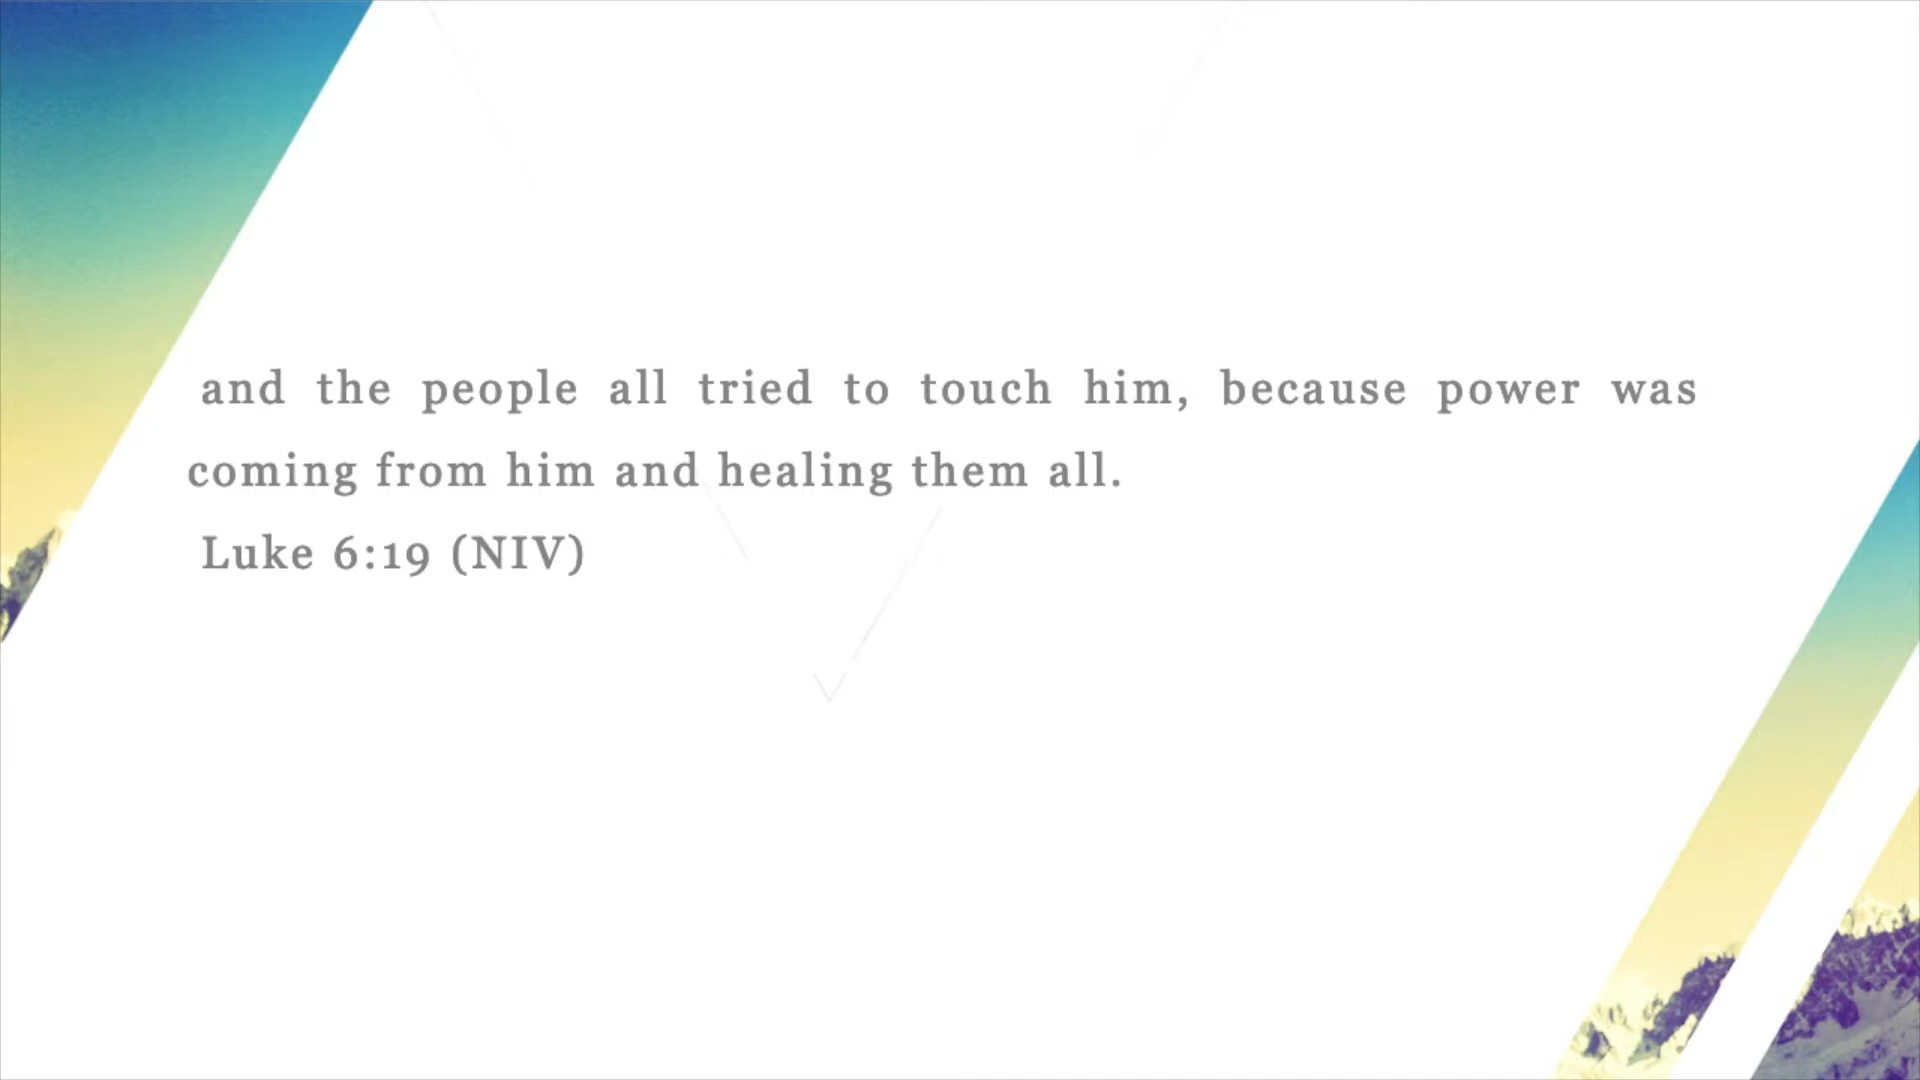 and the people all tried to touch him, because power was
coming from him and healing them all.
Luke 6:19 (NIV)